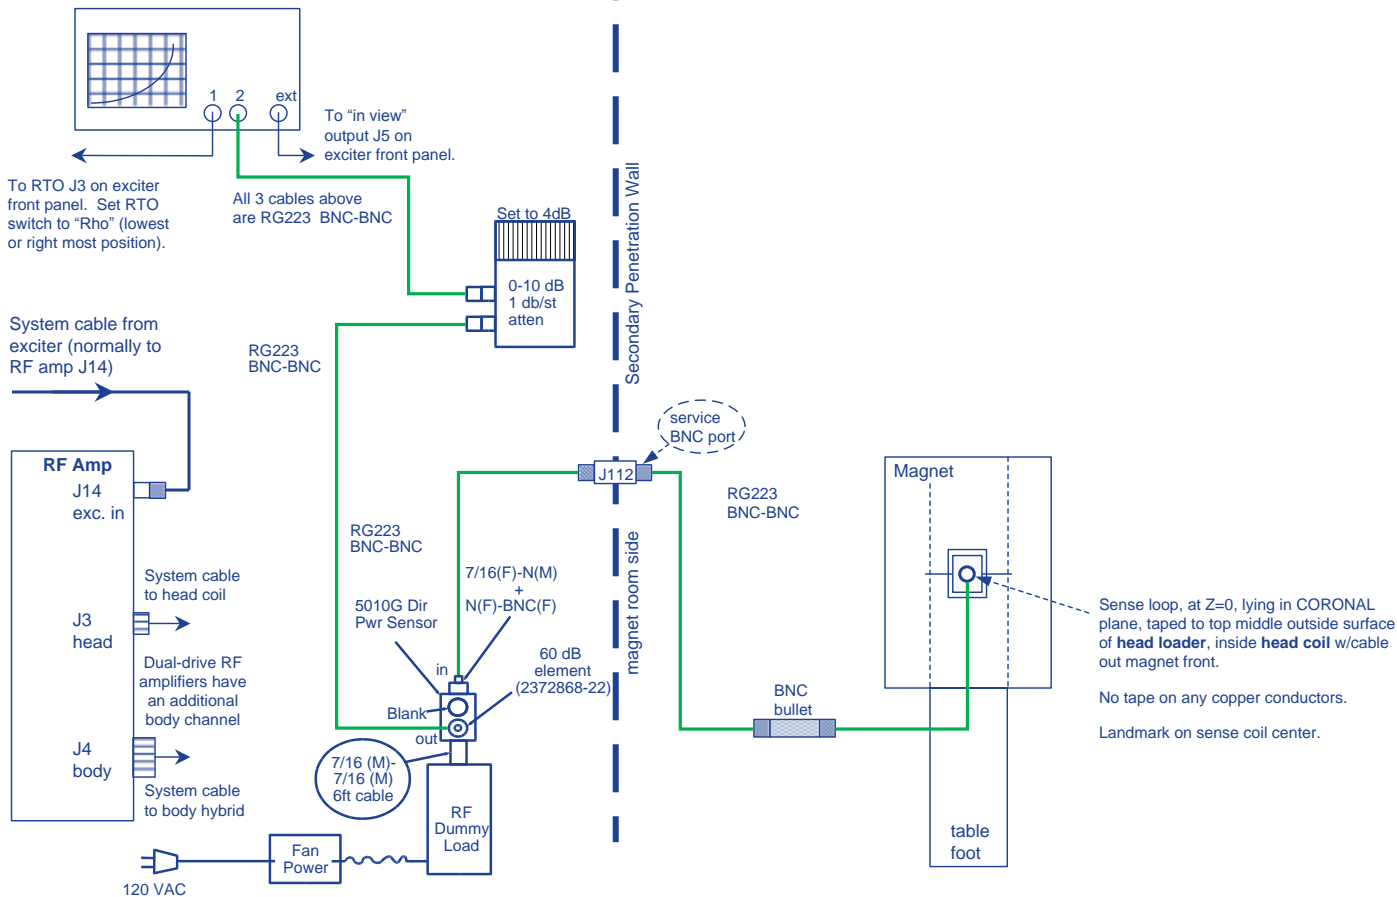 1 2 ext
To “in view”
output J5 on
exciter front panel.
To RTO J3 on exciter
front panel. Set RTO
switch to “Rho” (lowest
or right most position).
All 3 cables above
are RG223 BNC-BNC
Set to 4dB
0-10 dB
1 db/st
atten
Secondary Penetration Wall
System cable from
exciter (normally to
RF amp J14)
RG223
BNC-BNC
service
BNC port
J112
RF Amp
J14
exc. in
RG223
BNC-BNC
RG223
BNC-BNC
Magnet
magnet room side
System cable
to head coil
J3
head
7/16(F)-N(M)
+
N(F)-BNC(F)
5010G Dir
Pwr Sensor
60 dB
element
(2372868-22)
in
Blank
out
Dual-drive RF
amplifiers have
an additional
body channel
J4
body
System cable
to body hybrid
7/16 (M)-
7/16 (M)
6ft cable
RF
Dummy
Load
Fan
Power
120 VAC
BNC
bullet
Sense loop, at Z=0, lying in CORONAL
plane, taped to top middle outside surface
of head loader, inside head coil w/cable
out magnet front.
No tape on any copper conductors.
Landmark on sense coil center.
table
foot